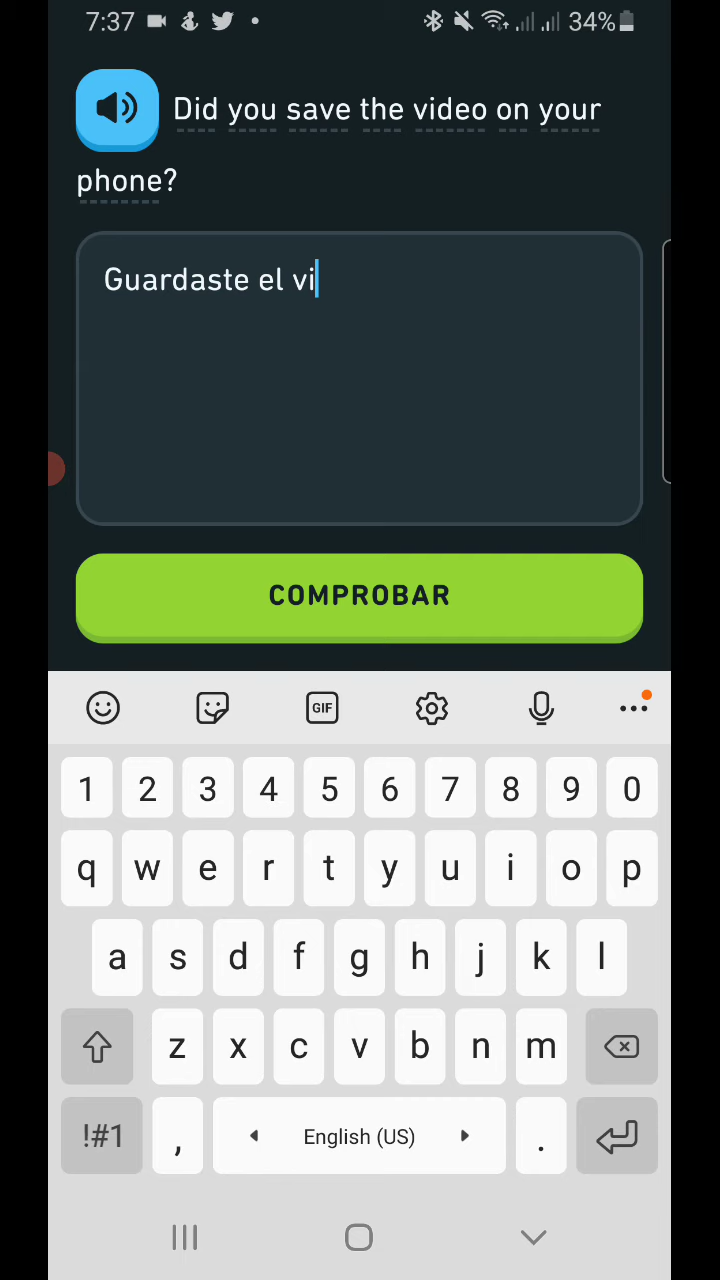 7:37
34%
Did you save the video on your
phone?
Guardaste el vi
COMPROBAR
GIF
1 2 3 4 5 6 7 8 9 0
q w e r t y u i o p
a s d f g h j k l
z x c v b n m
!#1 , English (US) .